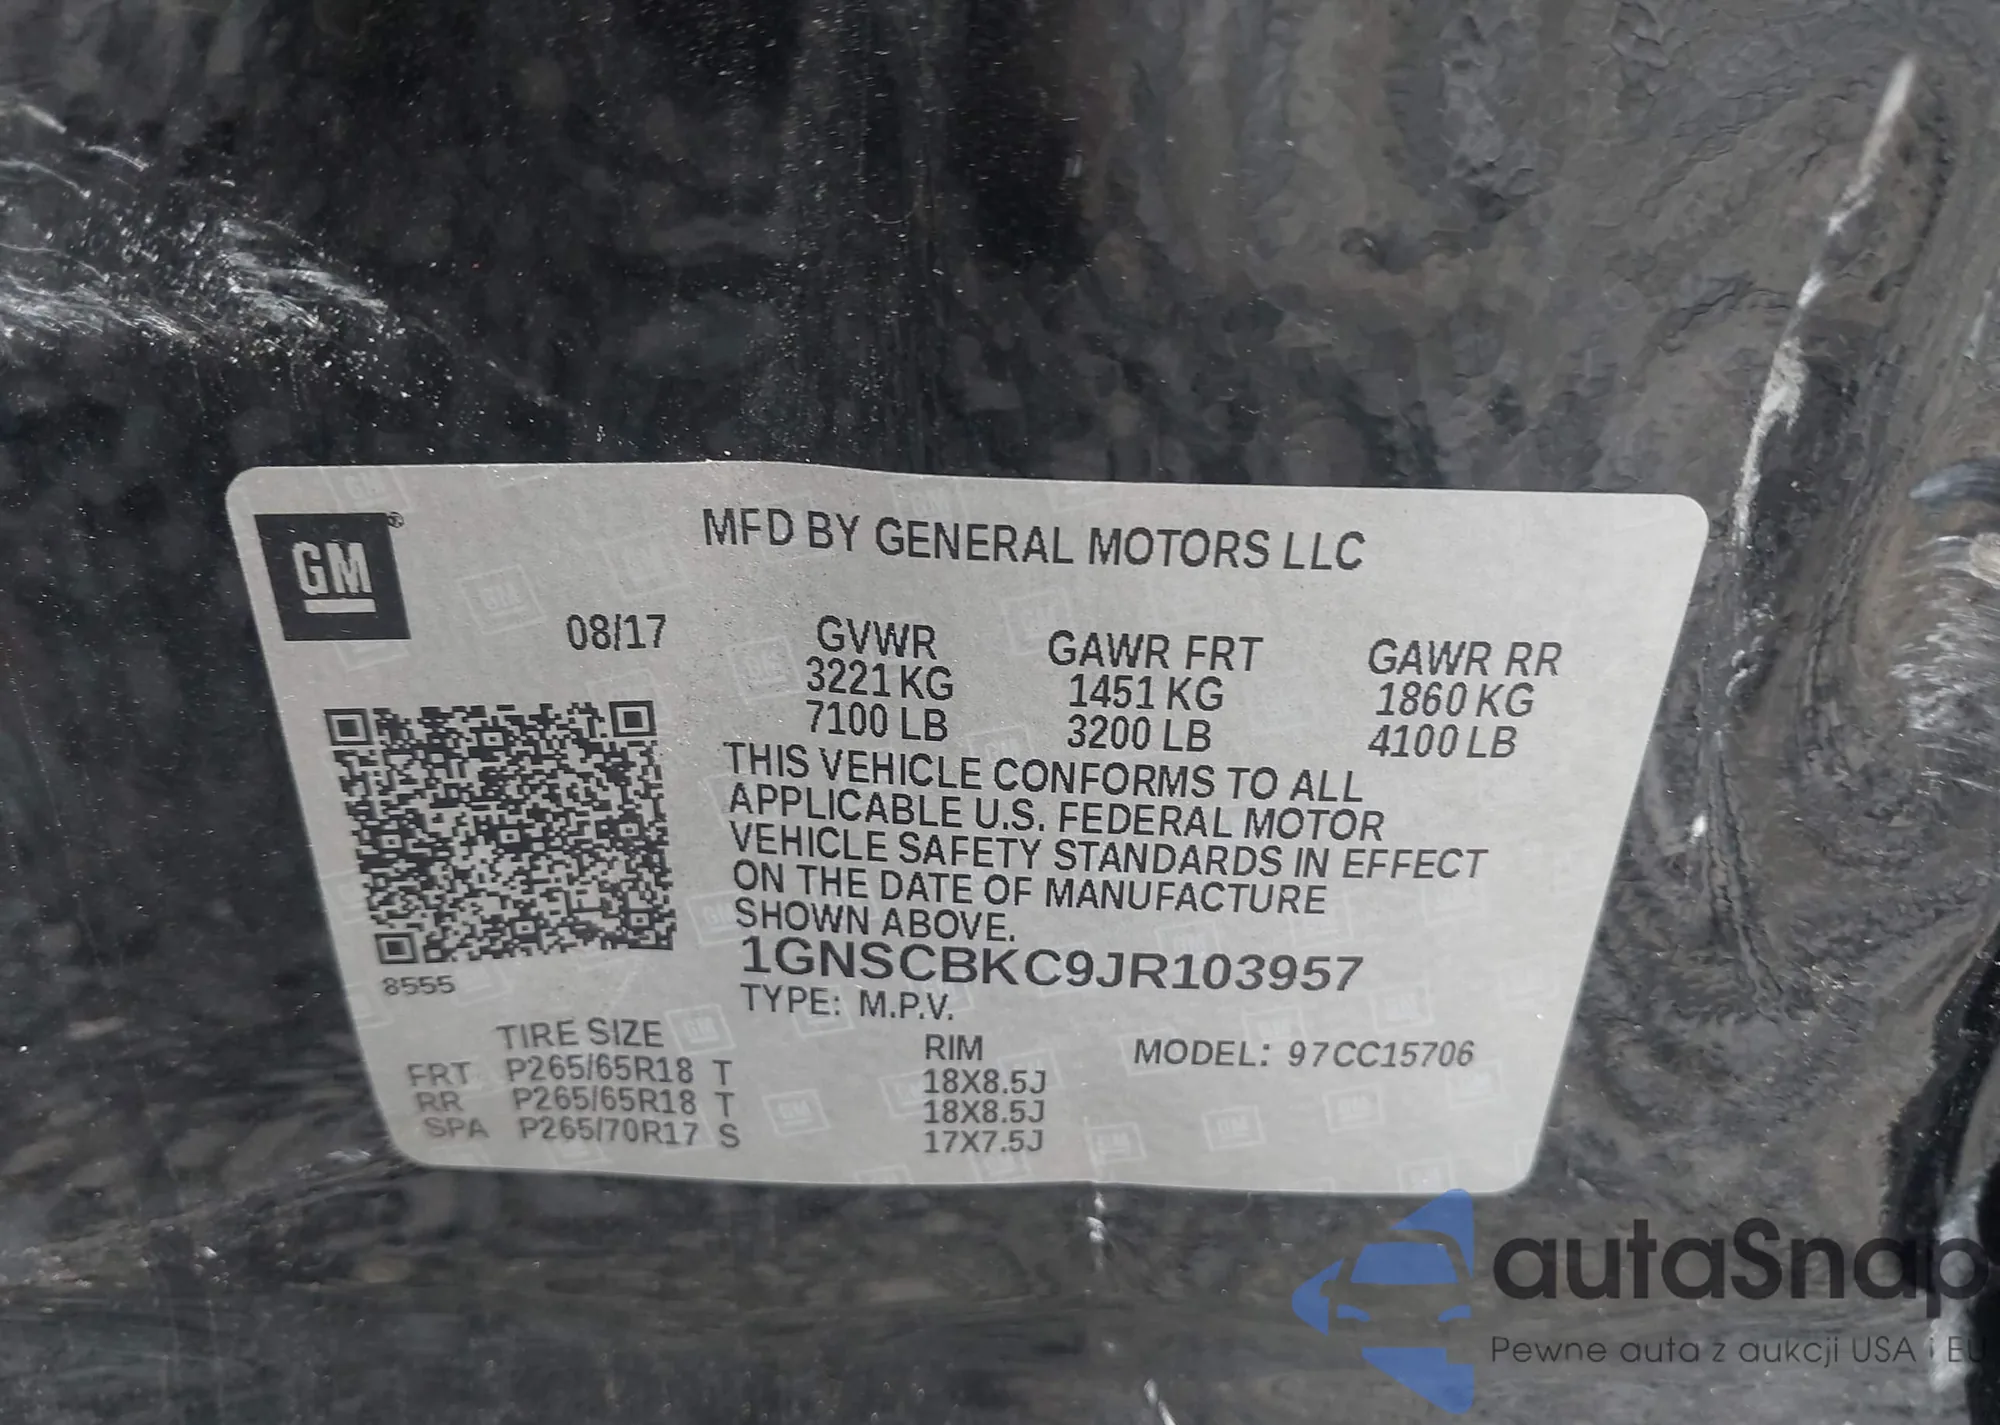 GM®
MFD BY GENERAL MOTORS LLC
08/17 GVWR GAWR FRT GAWR RR
3221 KG 1451 KG 1860 KG
7100 LB 3200 LB 4100 LB
THIS VEHICLE CONFORMS TO ALL
APPLICABLE U.S. FEDERAL MOTOR
VEHICLE SAFETY STANDARDS IN EFFECT
ON THE DATE OF MANUFACTURE
SHOWN ABOVE.
1GNSCBKC9JR103957
8555
TYPE: M.P.V.
TIRE SIZE RIM MODEL: 97CC15706
FRT P265/65R18 T 18X8.5J
RR P265/65R18 T 18X8.5J
SPA P265/70R17 S 17X7.5J
autaSnap
Pewne auta z aukcji USA i EU